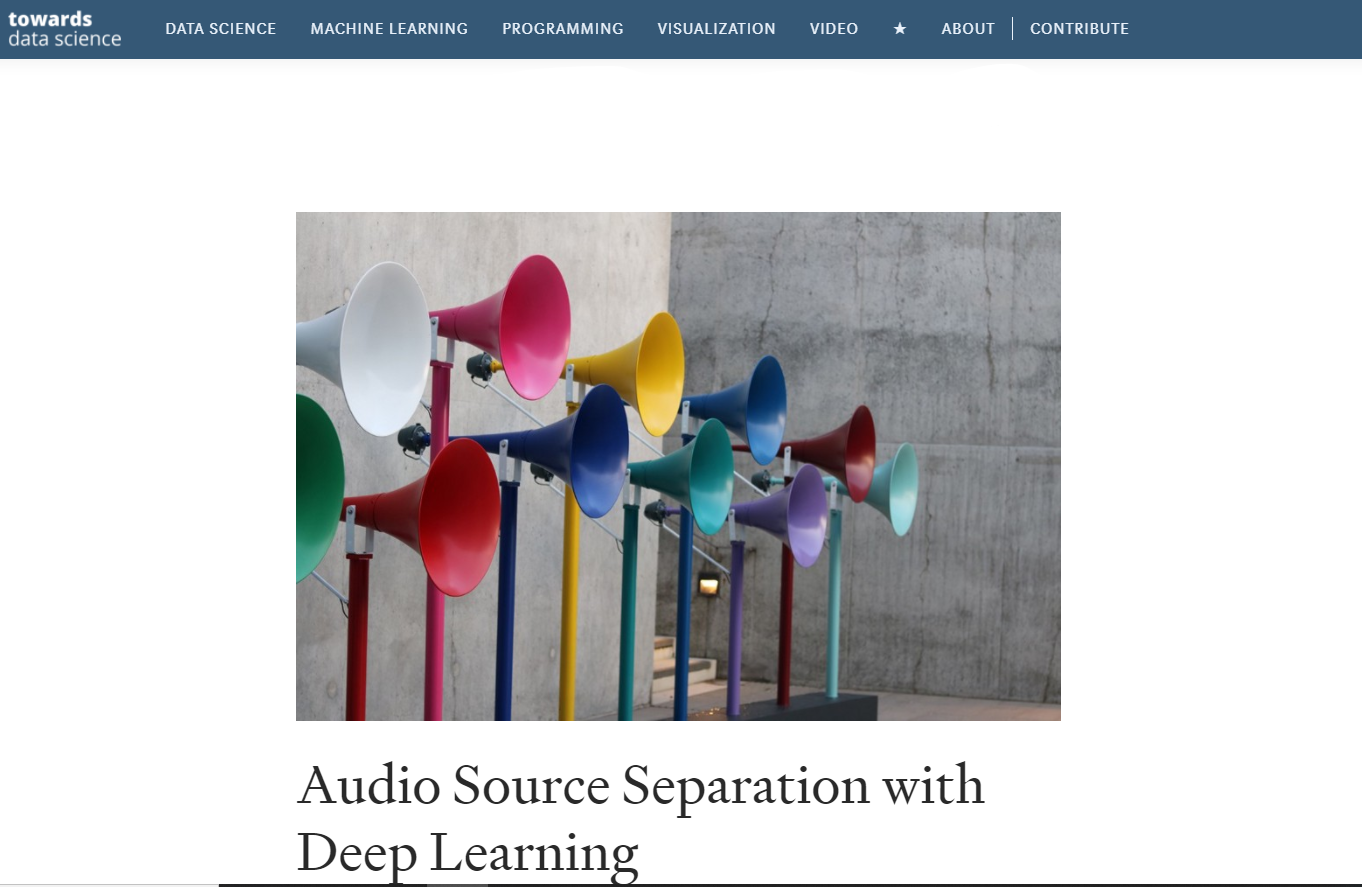 towards
data science
DATA SCIENCE MACHINE LEARNING PROGRAMMING VISUALIZATION VIDEO ★ ABOUT CONTRIBUTE
Audio Source Separation with
Deep Learning